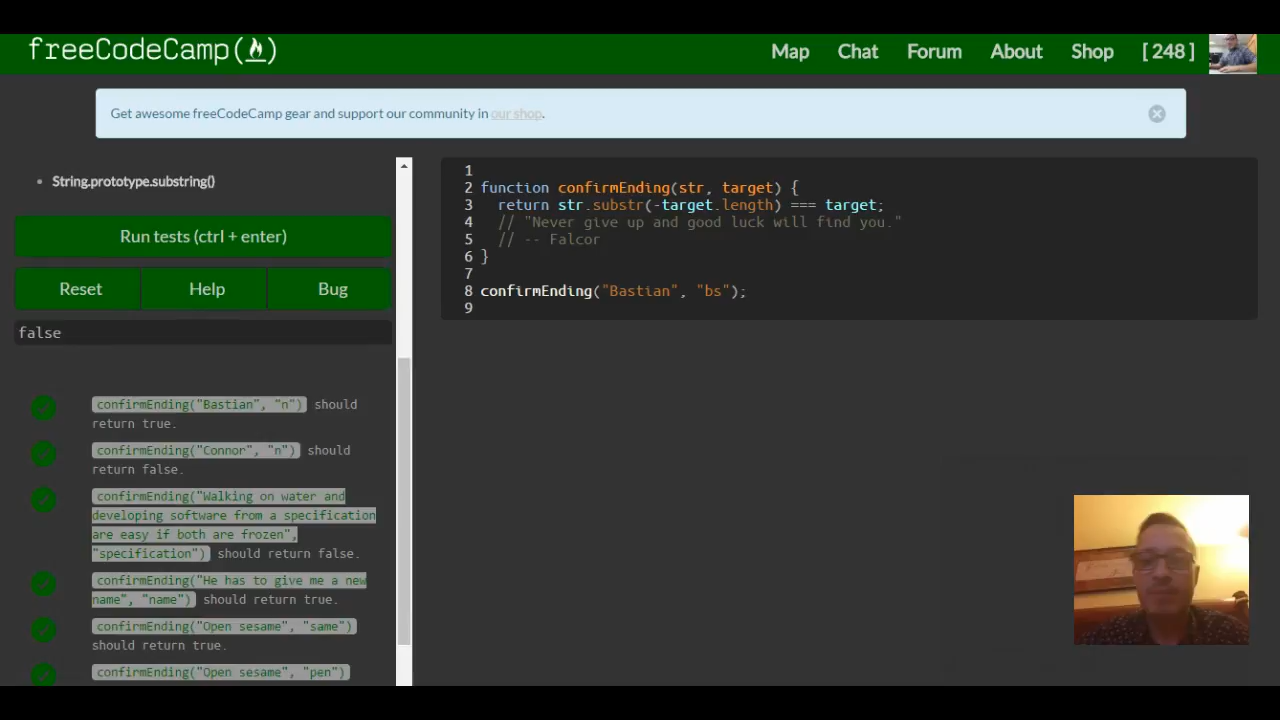 freeCodeCamp(🔥)
Map Chat Forum About Shop [ 248 ]
Get awesome freeCodeCamp gear and support our community in our shop.
String.prototype.substring()
Run tests (ctrl + enter)
Reset Help Bug
false
confirmEnding("Bastian", "n") should
return true.
confirmEnding("Connor", "n") should
return false.
confirmEnding("Walking on water and
developing software from a specification
are easy if both are frozen",
"specification") should return false.
confirmEnding("He has to give me a new
name", "name") should return true.
confirmEnding("Open sesame", "same")
should return true.
confirmEnding("Open sesame", "pen")
1
2 function confirmEnding(str, target) {
3 return str.substr(-target.length) === target;
4 // "Never give up and good luck will find you."
5 // -- Falcor
6 }
7
8 confirmEnding("Bastian", "bs");
9